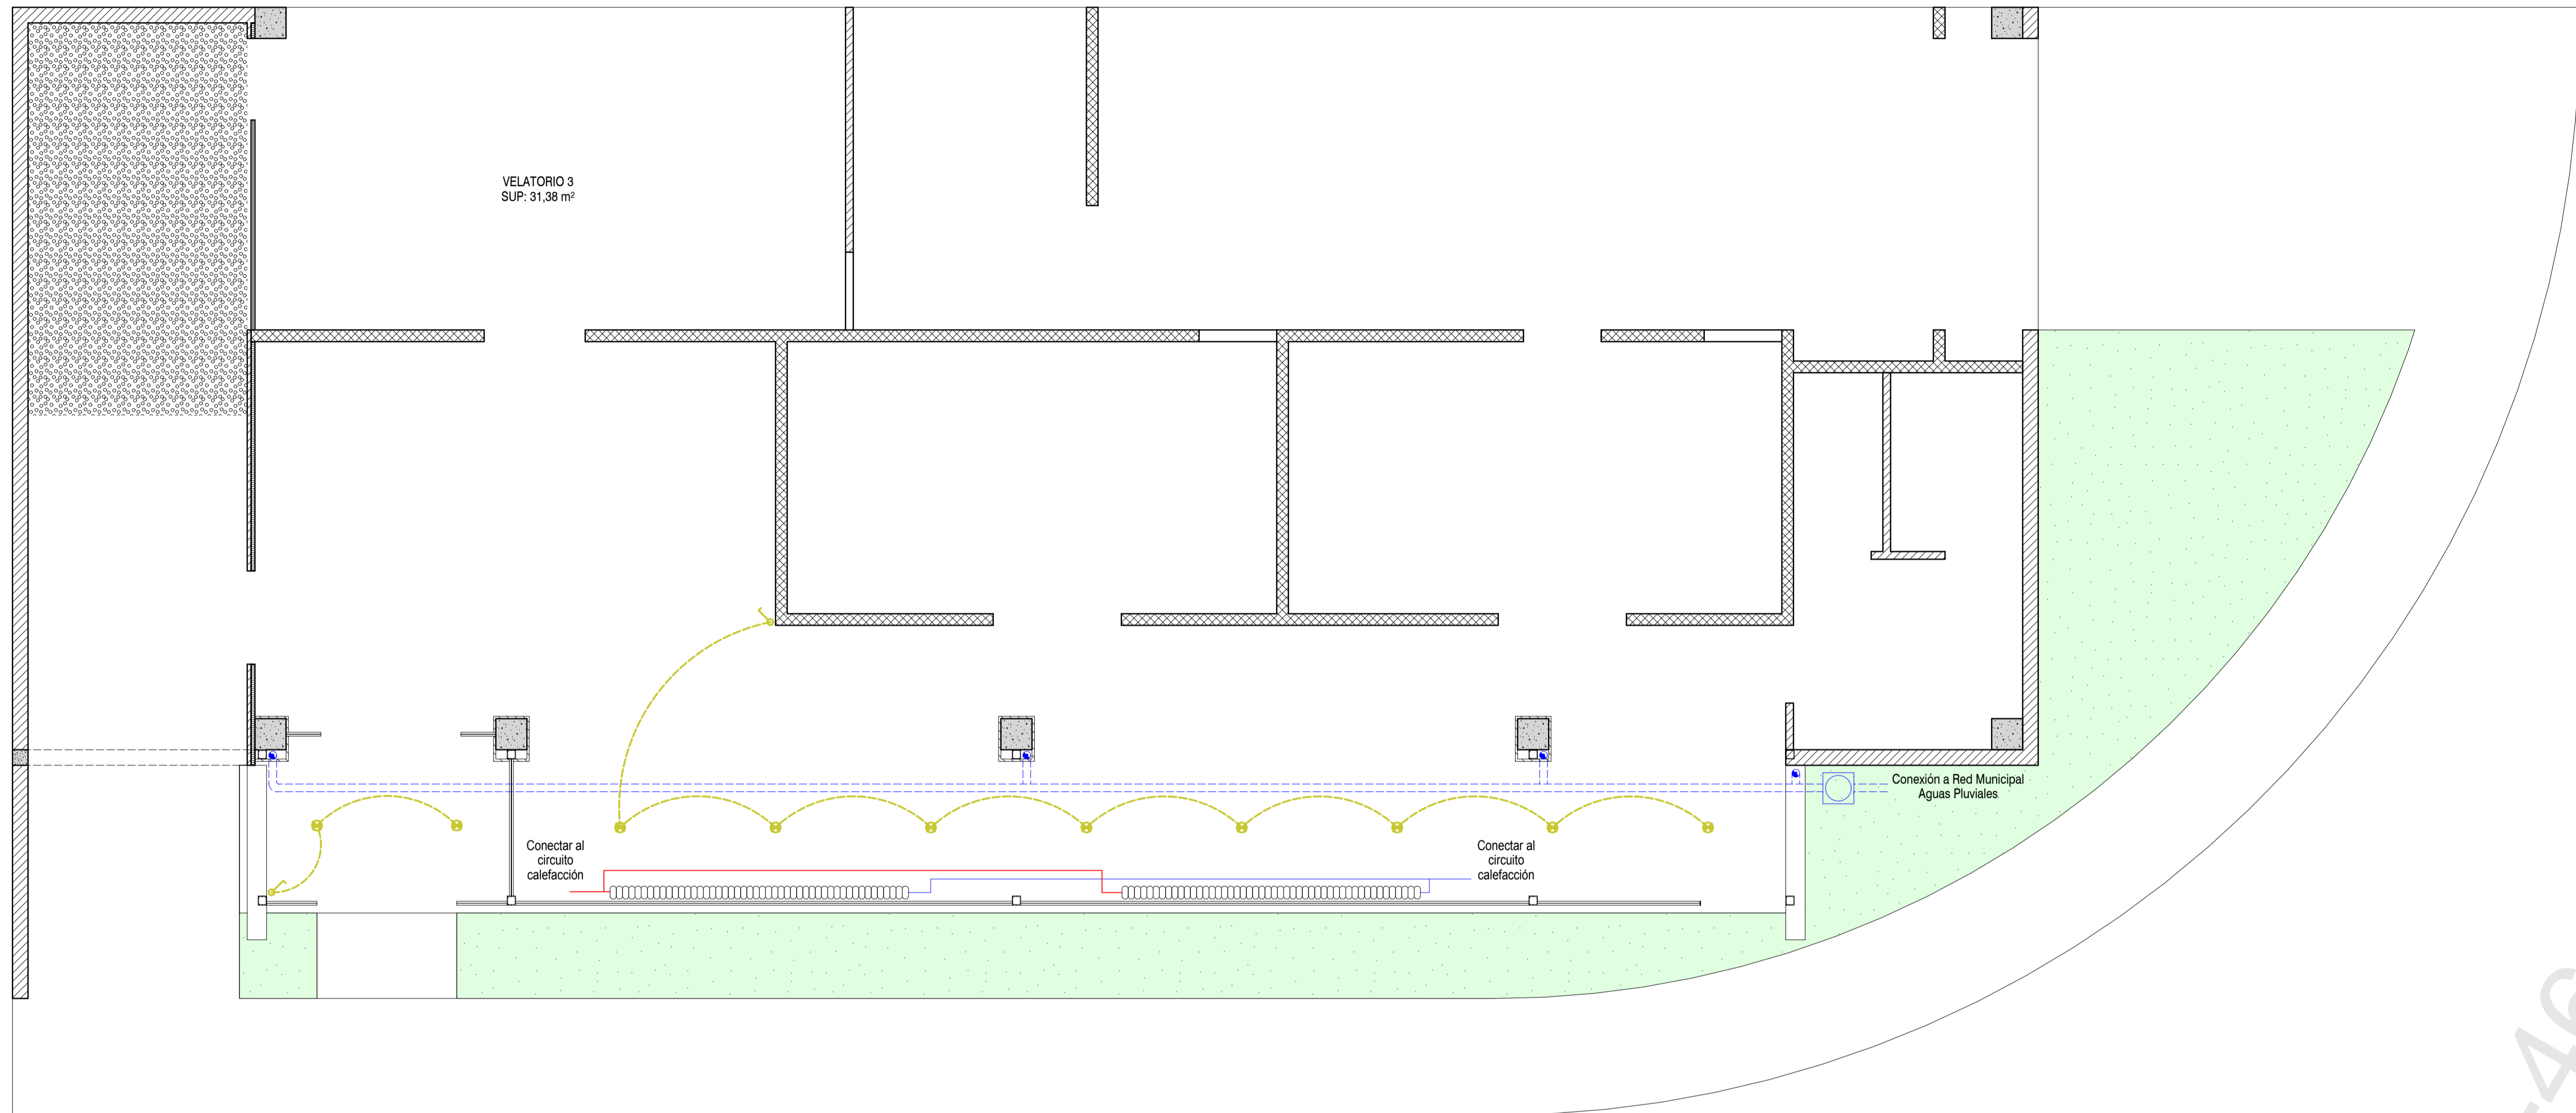 VELATORIO 3
SUP: 31,38 m²
Conexión a Red Municipal
Aguas Pluviales
Conectar al
circuito
calefacción
Conectar al
circuito
calefacción